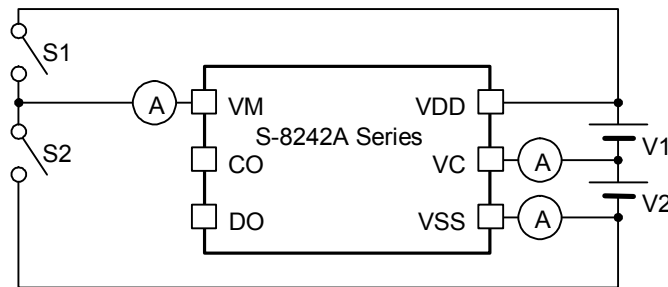 S1
A VM VDD
S-8242A Series
V1
S2
CO VC A
V2
DO VSS A